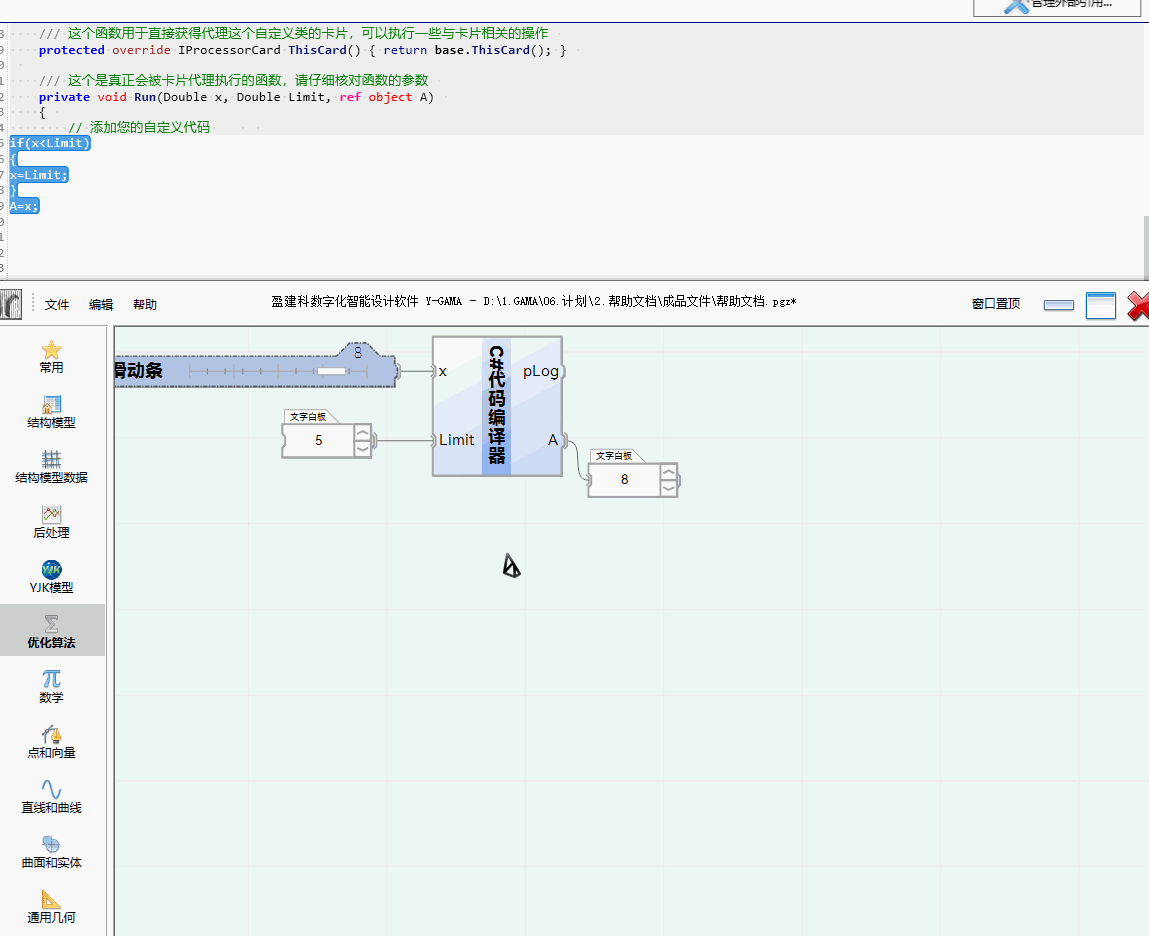 管理外部引用...
/// 这个函数用于直接获得代理这个自定义类的卡片，可以执行一些与卡片相关的操作
protected override IProcessorCard ThisCard() { return base.ThisCard(); }
/// 这个是真正会被卡片代理执行的函数，请仔细核对函数的参数
private void Run(Double x, Double Limit, ref object A)
{
// 添加您的自定义代码
if(x<Limit)
{
x=Limit;
}
A=x;
文件 编辑 帮助
盈建科数字化智能设计软件 Y-GAMA - D:\1.GAMA\06.计划\2.帮助文档\成品文件\帮助文档.pgz*
窗口置顶
常用
结构模型
结构模型数据
后处理
YJK模型
优化算法
数学
点和向量
直线和曲线
曲面和实体
通用几何
滑动条
8
文字白板
5
x
Limit
C#代码编译器
pLog
A
文字白板
8